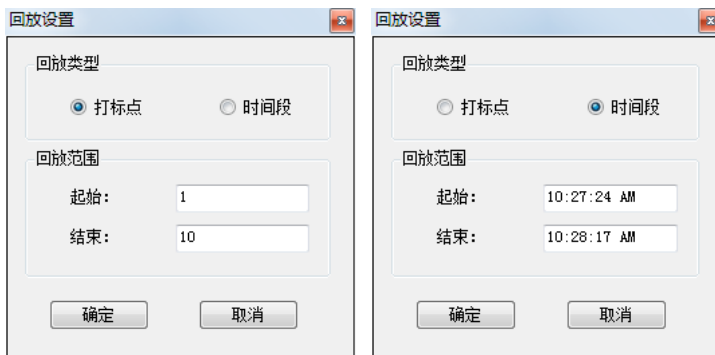 回放设置
回放类型
打标点 时间段
回放范围
起始: 1
结束: 10
确定 取消
回放设置
回放类型
打标点 时间段
回放范围
起始: 10:27:24 AM
结束: 10:28:17 AM
确定 取消